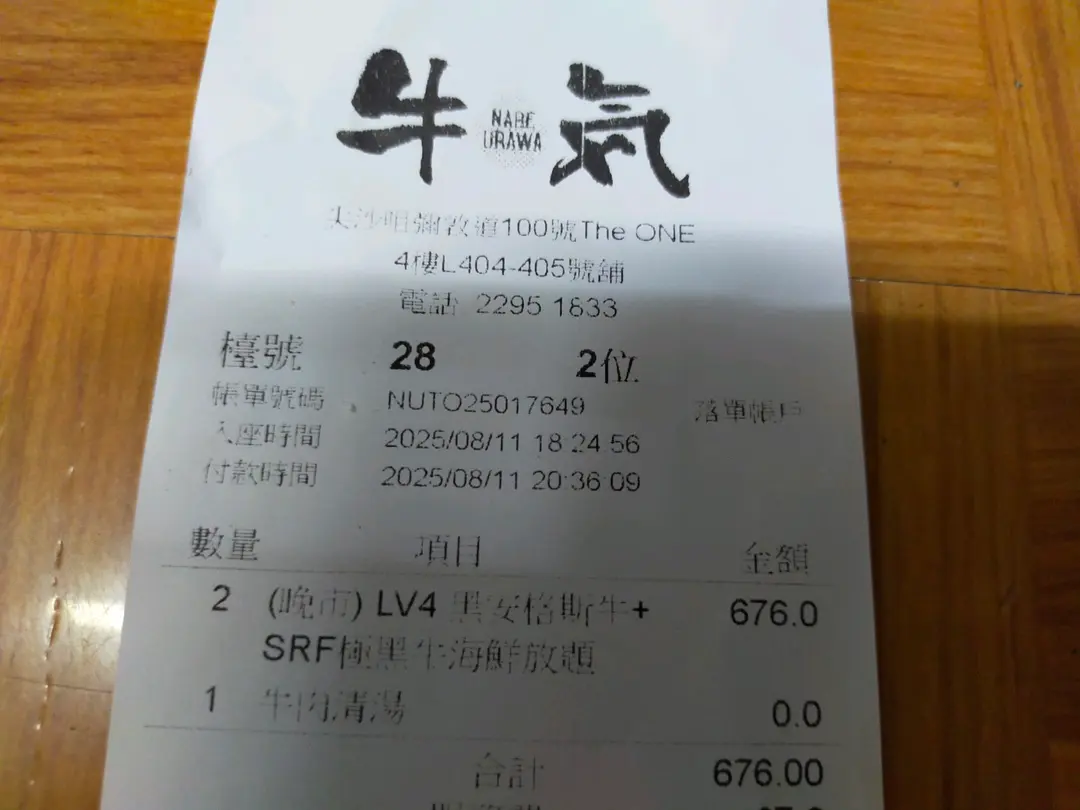 牛気
NABE
URAWA
尖沙咀彌敦道100號The ONE
4樓L404-405號舖
電話 2295 1833
檯號 28 2位
帳單號碼 NUTO25017649 落單帳戶
入座時間 2025/08/11 18:24:56
付款時間 2025/08/11 20:36:09
數量 項目 金額
2 (晚市) LV4 黑安格斯牛+ 676.0
SRF極黑牛海鮮放題
1 牛肉清湯 0.0
合計 676.00